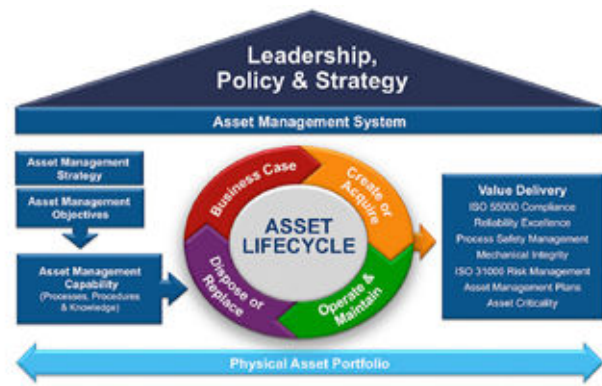 Leadership,
Policy & Strategy
Asset Management System
Asset Management
Strategy
Asset Management
Objectives
Asset Management
Capability
(Processes, Procedures
& Knowledge)
Business Case
Create or
Acquire
ASSET
LIFECYCLE
Dispose or
Replace
Operate &
Maintain
Value Delivery
ISO 55000 Compliance
Reliability Excellence
Process Safety Management
Mechanical Integrity
ISO 31000 Risk Management
Asset Management Plans
Asset Criticality
Physical Asset Portfolio